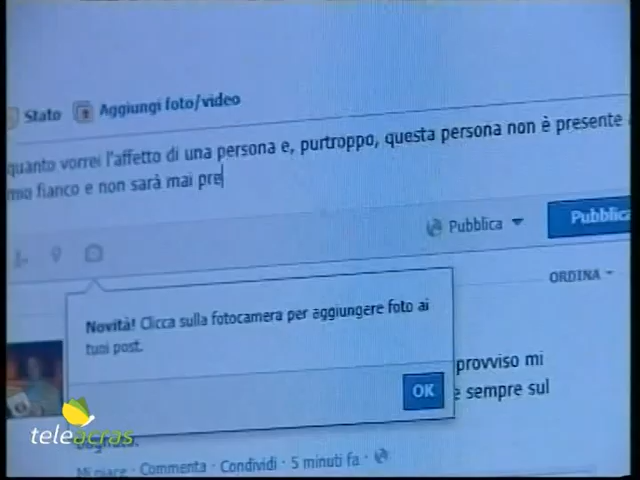 Stato Aggiungi foto/video
quanto vorrei l'affetto di una persona e, purtroppo, questa persona non è presente
mio fianco e non sarà mai pre
Pubblica Pubblica
ORDINA
Novità! Clicca sulla fotocamera per aggiungere foto ai
tuoi post.
OK
provviso mi
e sempre sul
teleacras
Mi piace · Commenta · Condividi · 5 minuti fa ·